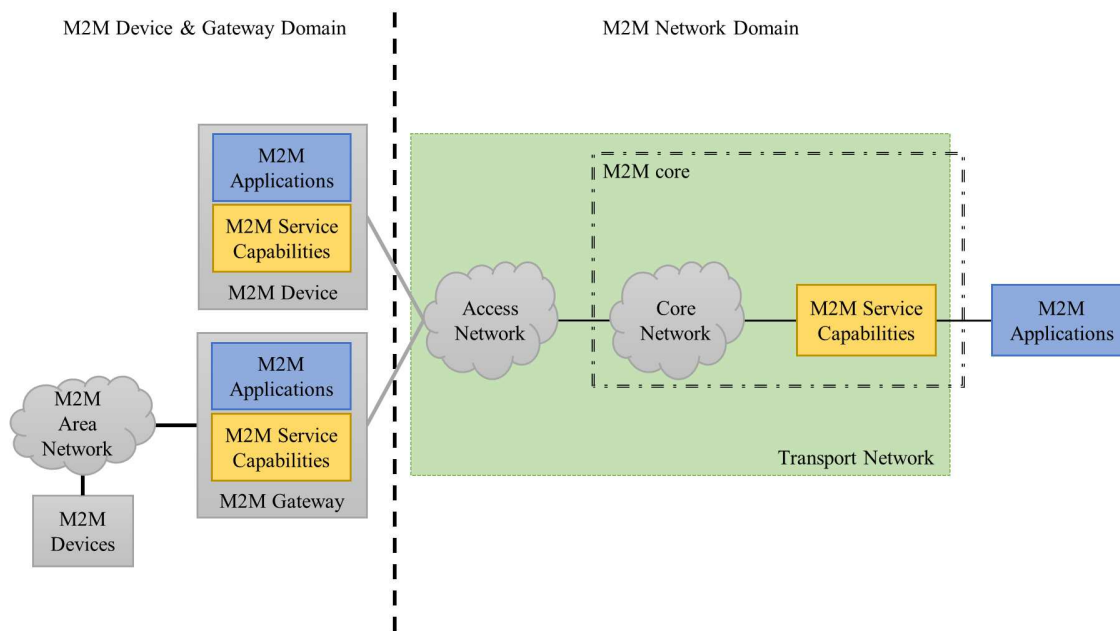 M2M Device & Gateway Domain
M2M Network Domain
M2M
Applications
M2M Service
Capabilities
M2M Device
M2M
Applications
M2M Service
Capabilities
M2M Gateway
M2M
Area
Network
M2M
Devices
M2M core
Access
Network
Core
Network
M2M Service
Capabilities
M2M
Applications
Transport Network